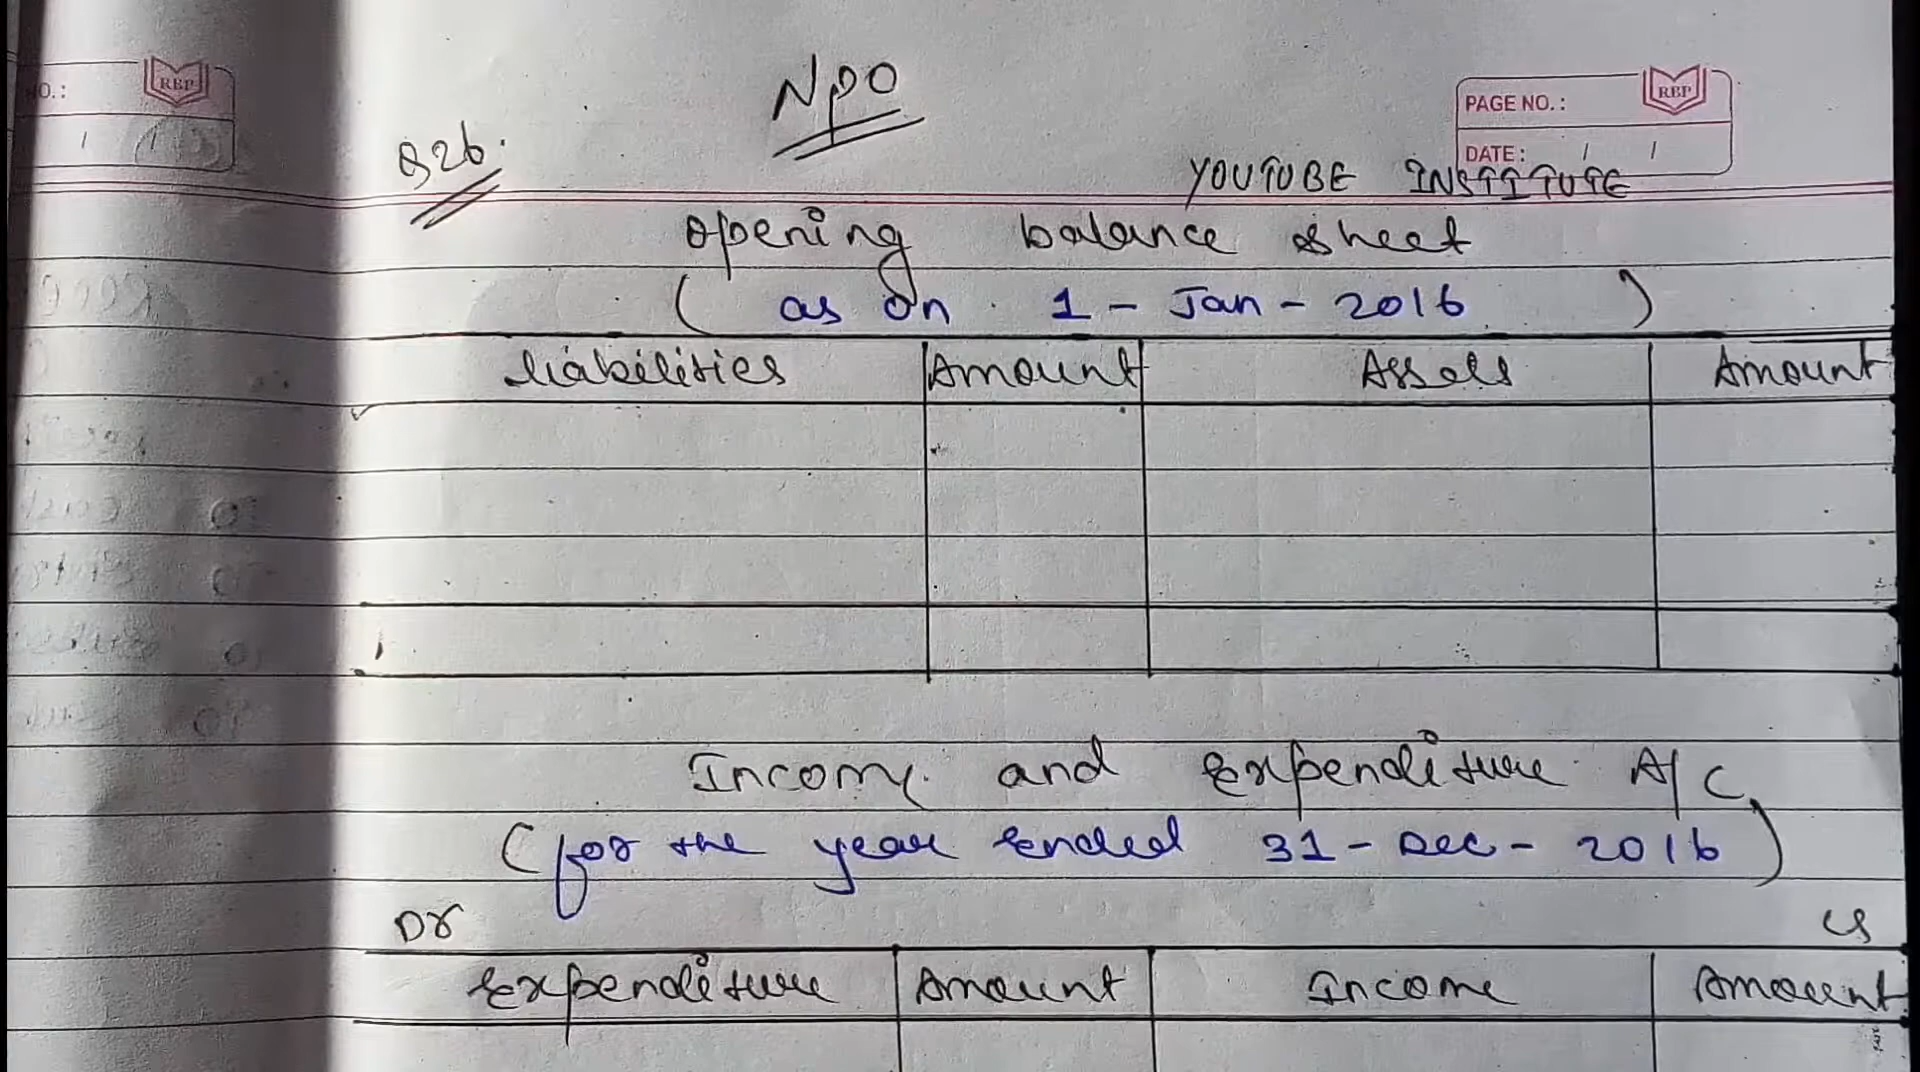 NO.:
REP
/ /
NPO
PAGE NO.:
REP
DATE: / /
Q26.
YOUTUBE INSTITUTE
Opening balance sheet
( as on 1 - Jan - 2016 )
Liabilities Amount Assets Amount
Income and Expenditure A/C
( for the year ended 31 - Dec - 2016 )
Dr Cr
Expenditure Amount Income Amount